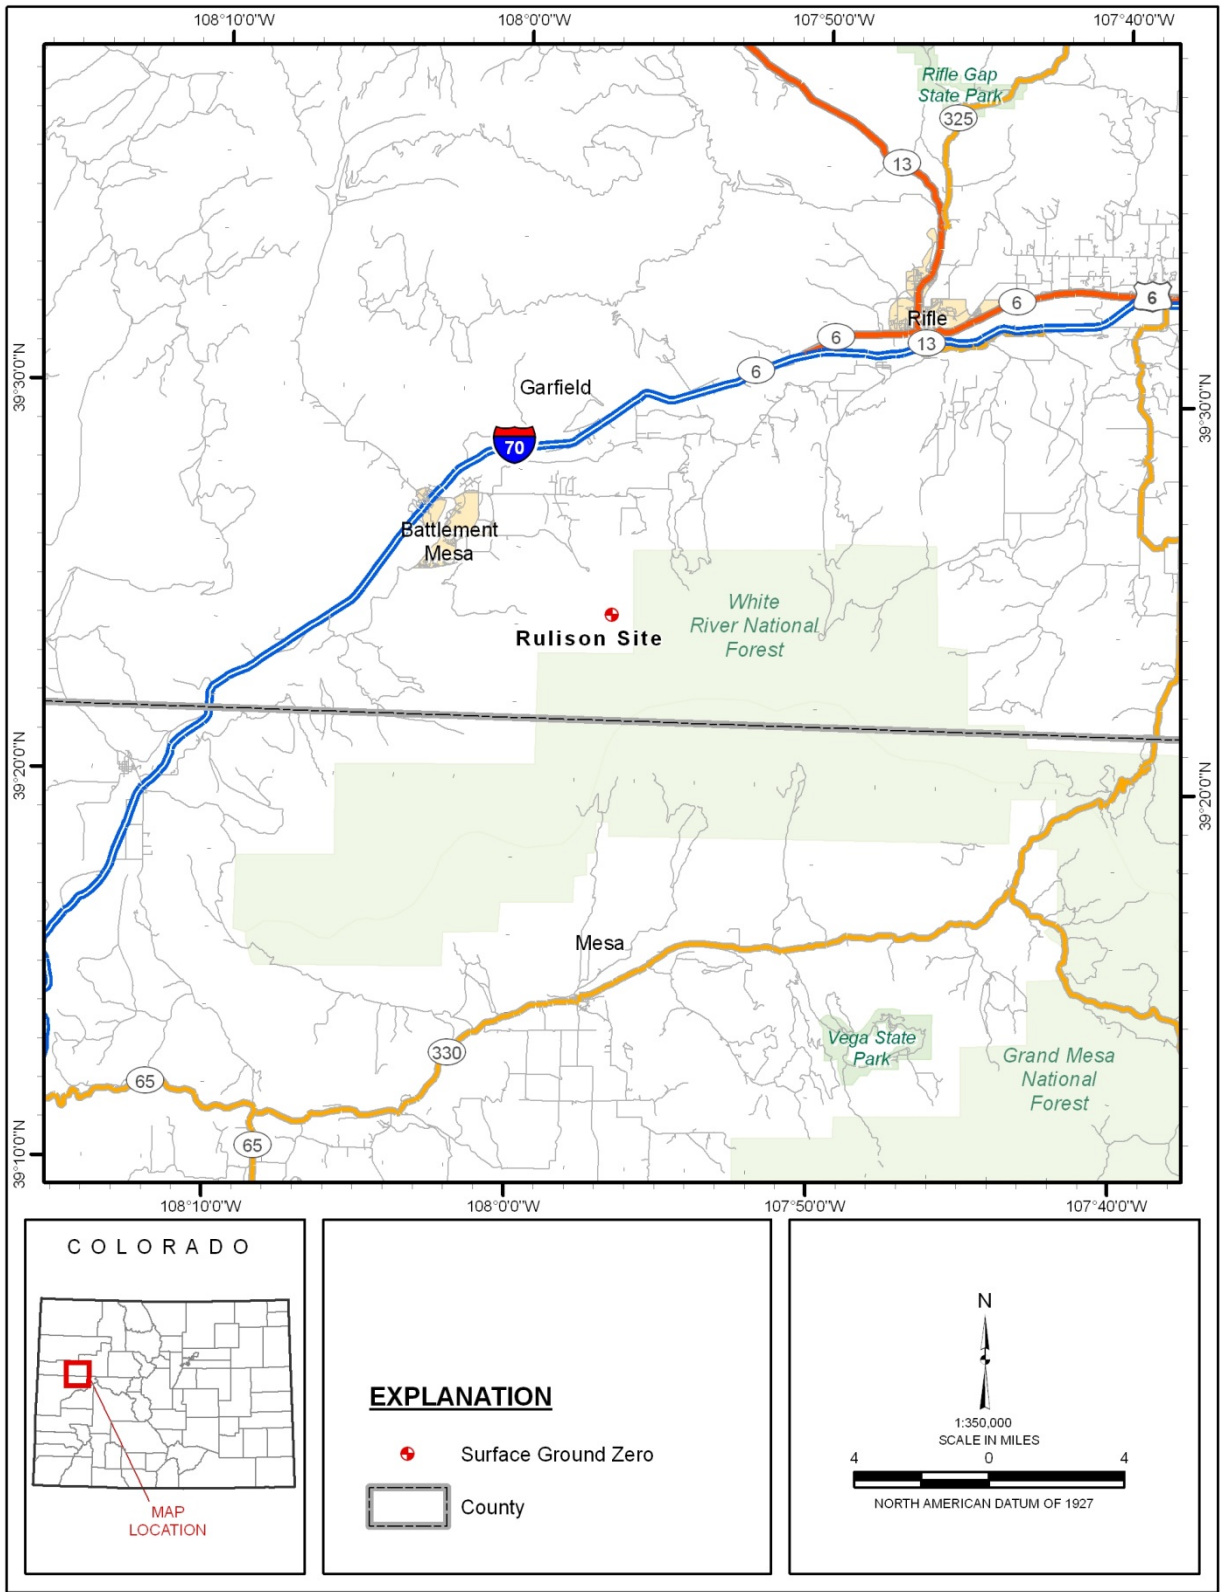 108°10'0"W
108°0'0"W
107°50'0"W
107°40'0"W
Rifle Gap
State Park
325
13
6
6
Rifle
6
13
6
39°30'0"N
39°30'0"N
Garfield
70
Battlement
Mesa
White
River National
Forest
Rulison Site
39°20'0"N
39°20'0"N
Mesa
Vega State
Park
330
Grand Mesa
National
Forest
65
65
39°10'0"N
108°10'0"W
108°0'0"W
107°50'0"W
107°40'0"W
COLORADO
MAP
LOCATION
EXPLANATION
Surface Ground Zero
County
N
1:350,000
SCALE IN MILES
4 0 4
NORTH AMERICAN DATUM OF 1927